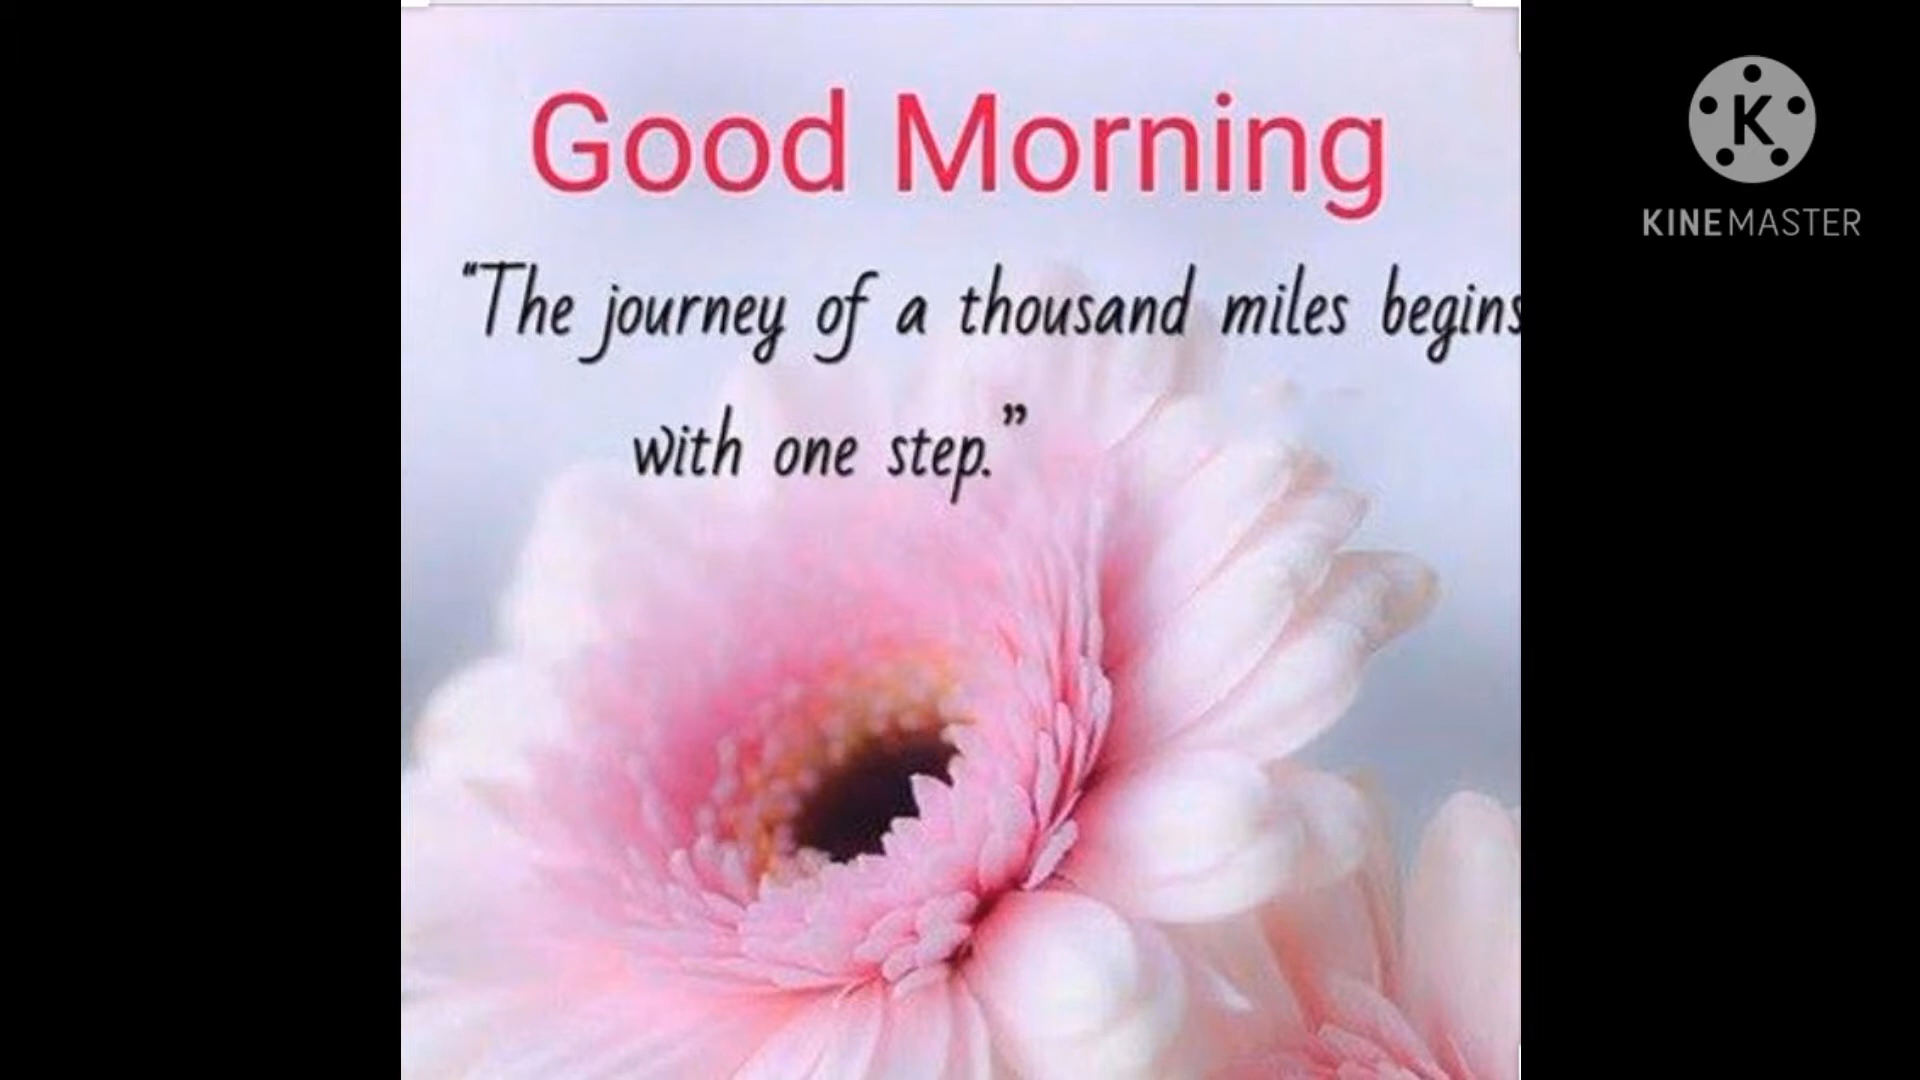 Good Morning
“The journey of a thousand miles begins
with one step.”
K
KINEMASTER